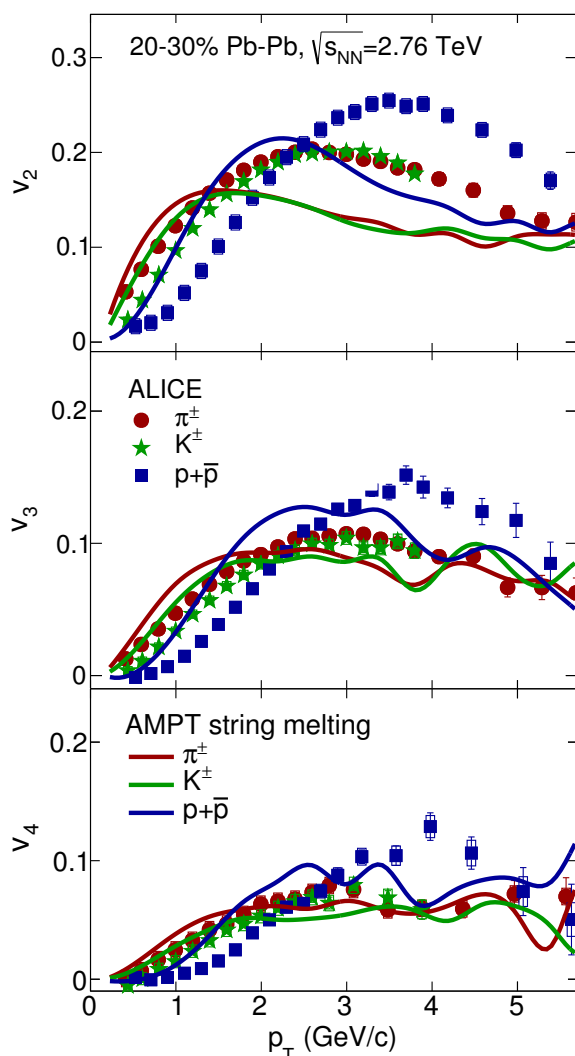 20-30% Pb-Pb, √s_NN=2.76 TeV
0.3
0.2
v₂
0.1
0
ALICE
0.2
π±
K±
p+p̅
v₃
0.1
0
AMPT string melting
0.2
π±
K±
p+p̅
v₄
0.1
0
0 1 2 3 4 5
p_T (GeV/c)